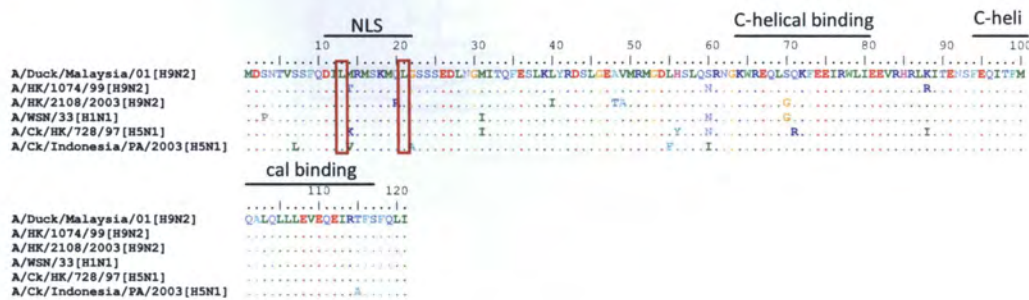 NLS C-helical binding C-heli
10 20 30 40 50 60 70 80 90 100
A/Duck/Malaysia/01[H9N2] MDSNTVSSFQDILMRMSKMQLGSSSEDLNGMITQFESLKLYRDSLGEAVMRMGDLHSLQSRNGKWREQLSQKFEEIRWLIEEVRHRLKITENSFEQITFM
A/HK/1074/99[H9N2] .............T.............................................N...........................R............
A/HK/2108/2003[H9N2] ...................R...................L.......TA....................G..............................
A/WSN/33[H1N1] ..P...........................I............................N.........G..............................
A/Ck/HK/728/97[H5N1] .............K................I........................Y...N..........R................I............
A/Ck/Indonesia/PA/2003[H5N1] ......L......V.......A................................F....I........................................
cal binding
110 120
A/Duck/Malaysia/01[H9N2] QALQLLLEVEQEIRTFSFQLI
A/HK/1074/99[H9N2] .....................
A/HK/2108/2003[H9N2] .....................
A/WSN/33[H1N1] .....................
A/Ck/HK/728/97[H5N1] .....................
A/Ck/Indonesia/PA/2003[H5N1] ..............A......